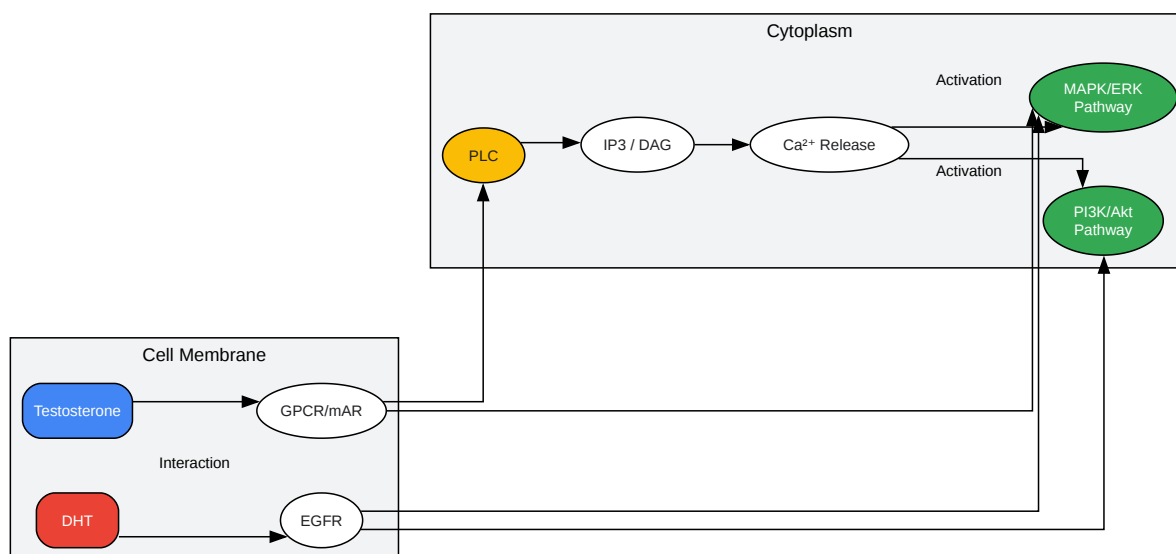 Cytoplasm
Activation
MAPK/ERK
Pathway
PLC
IP3 / DAG
Ca²⁺ Release
Activation
PI3K/Akt
Pathway
Cell Membrane
Testosterone
GPCR/mAR
Interaction
DHT
EGFR